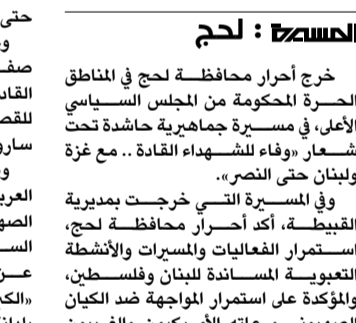 المسيرة : لحج
خرج أحرار محافظة لحج في المناطق
الحرة المحكومة من المجلس السياسي
الأعلى، في مسيرة جماهيرية حاشدة تحت
شعار «وفاء للشهداء القادة .. مع غزة
ولبنان حتى النصر».
وفي المسيرة التي خرجت بمديرية
القبيطة، أكد أحرار محافظة لحج،
استمرار الفعاليات والمسيرات والأنشطة
التعبوية المساندة للبنان وفلسطين،
والمؤكدة على استمرار المواجهة ضد الكيان
حتى
صف
القاد
للقص
سارو
العرب
الصه
الس
عن
«الكـ